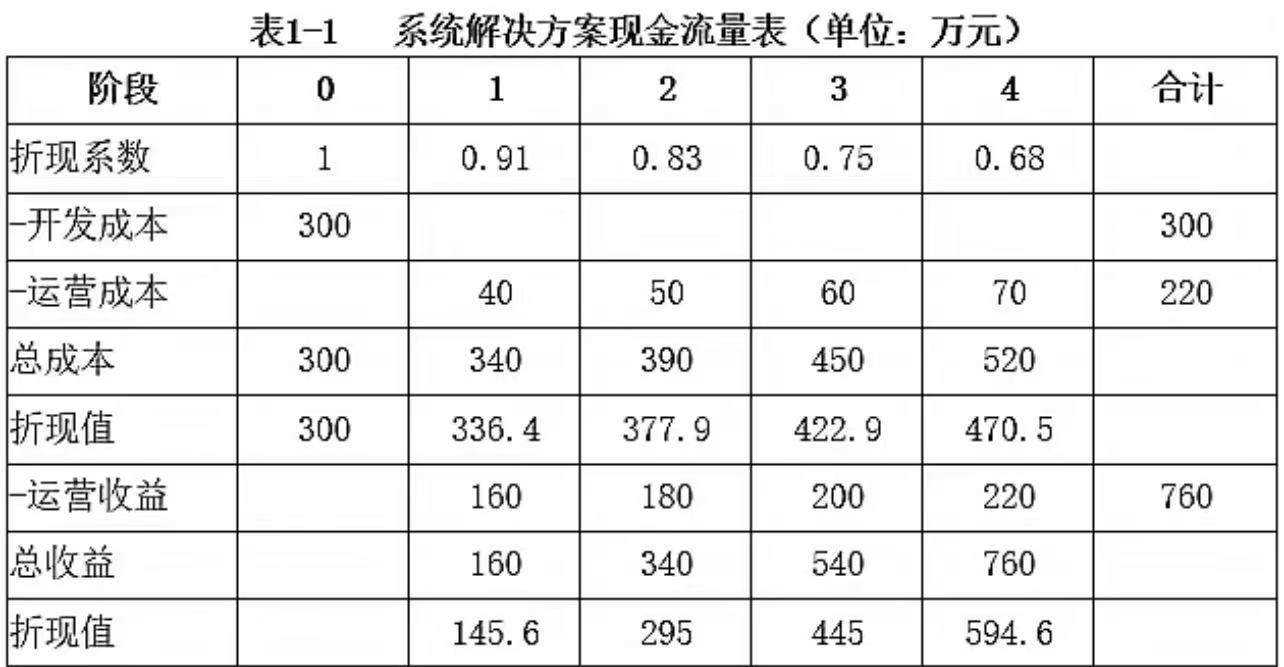 表1-1 系统解决方案现金流量表（单位：万元）
阶段 0 1 2 3 4 合计
折现系数 1 0.91 0.83 0.75 0.68
-开发成本 300 300
-运营成本 40 50 60 70 220
总成本 300 340 390 450 520
折现值 300 336.4 377.9 422.9 470.5
-运营收益 160 180 200 220 760
总收益 160 340 540 760
折现值 145.6 295 445 594.6